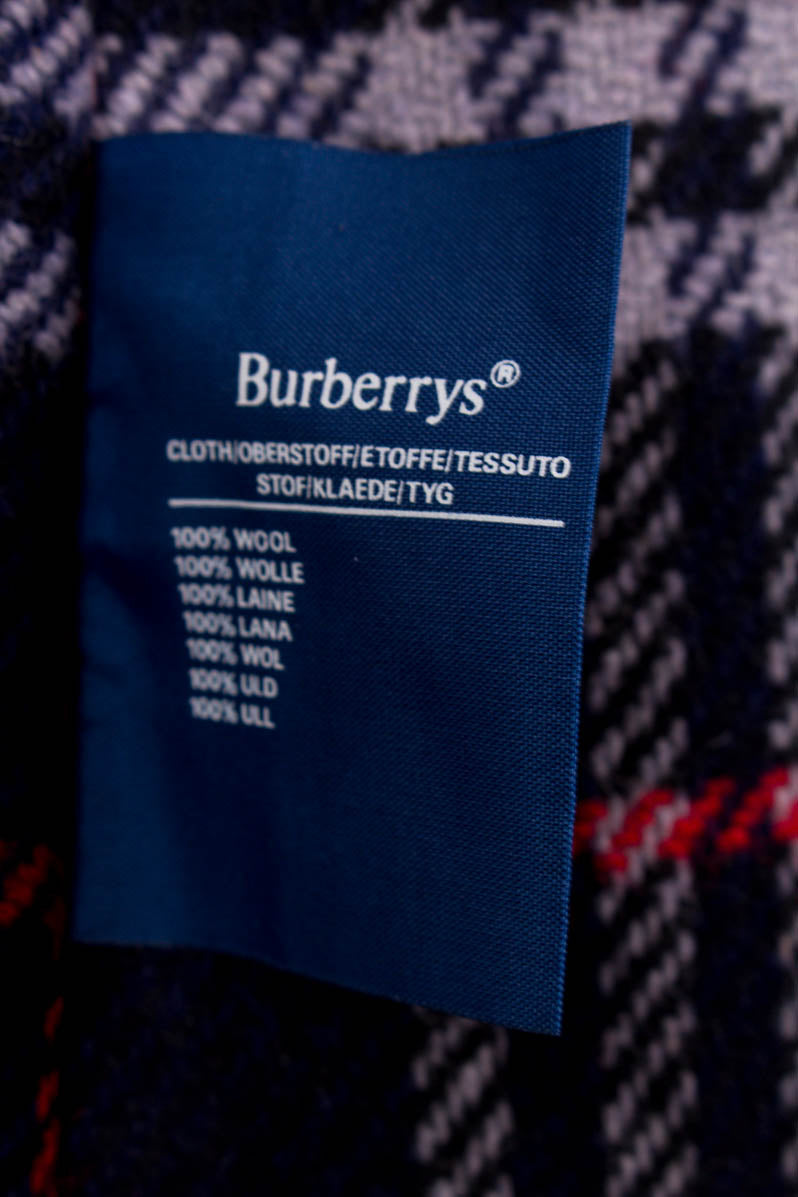 Burberrys®
CLOTH/OBERSTOFF/ETOFFE/TESSUTO
STOF/KLAEDE/TYG
100% WOOL
100% WOLLE
100% LAINE
100% LANA
100% WOL
100% ULD
100% ULL